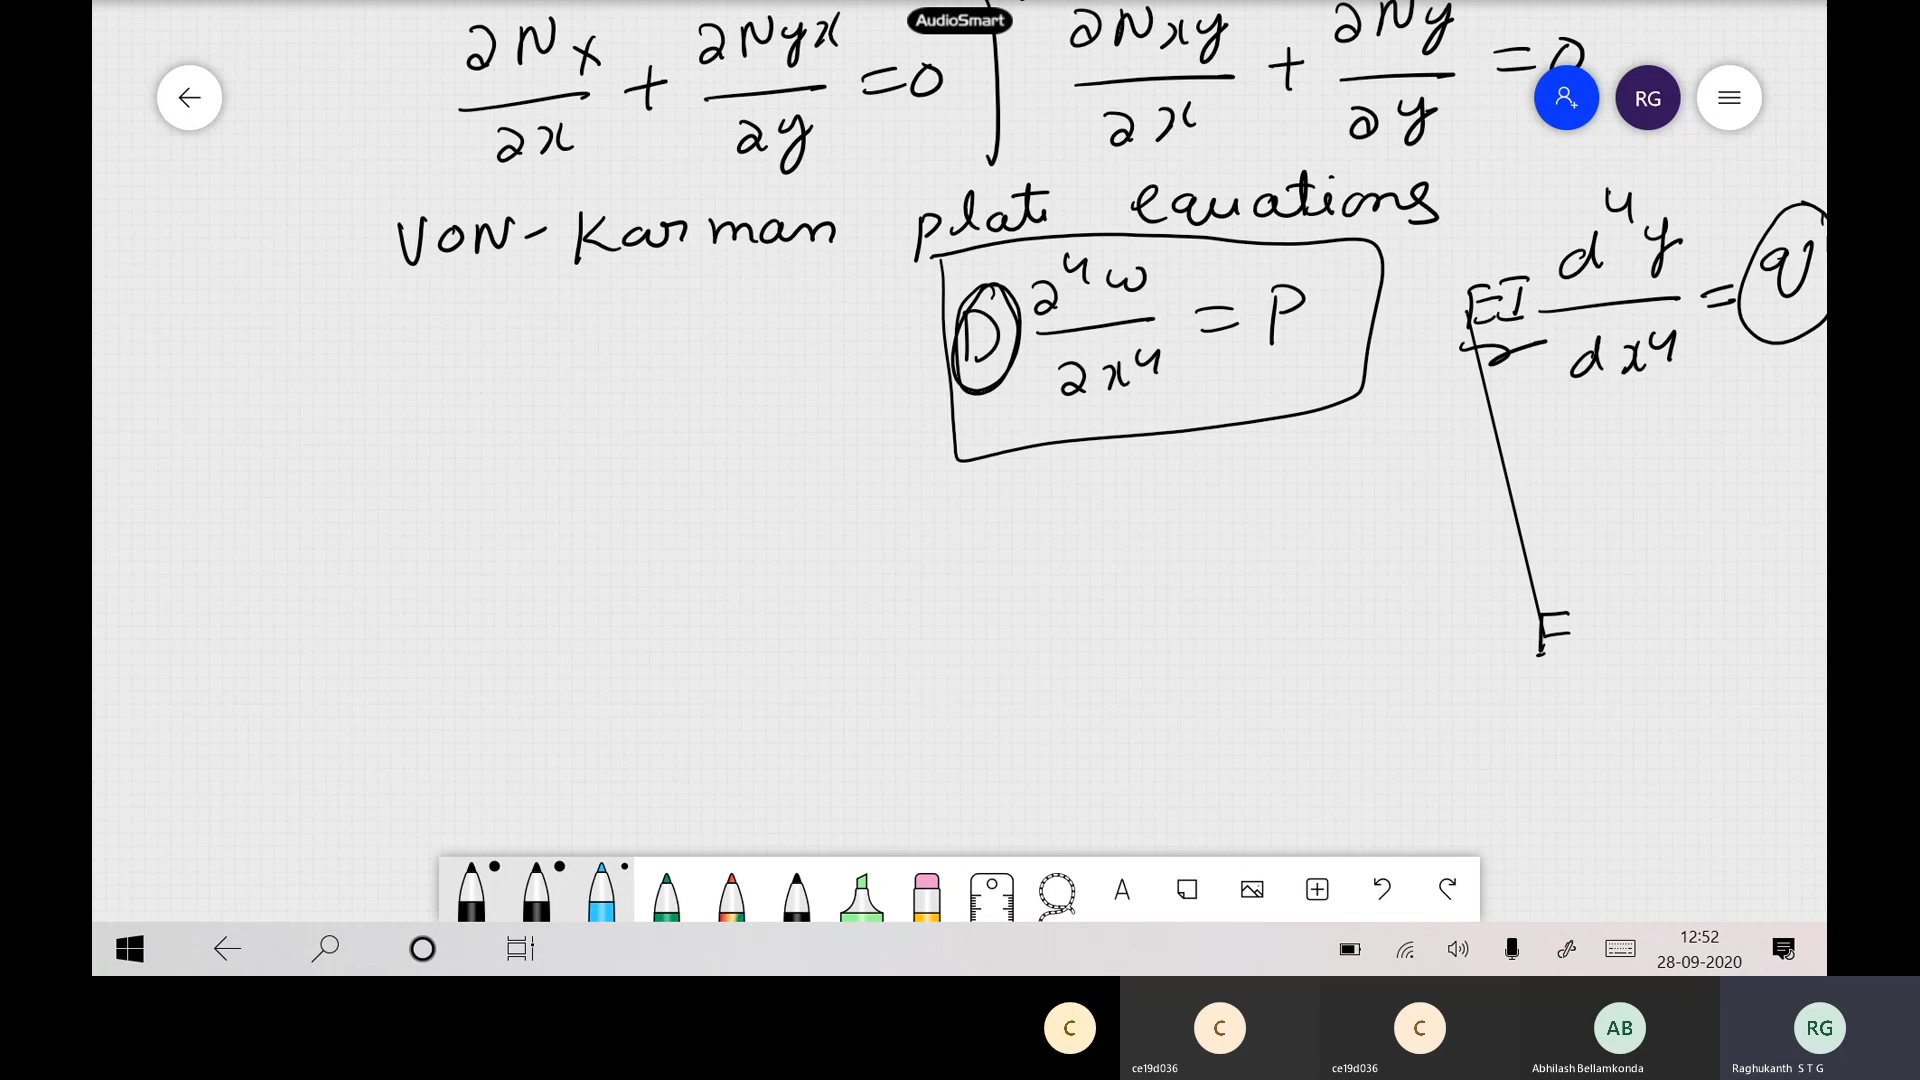 AudioSmart
∂Nx/∂x + ∂Nyx/∂y = 0 ∂Nxy/∂x + ∂Ny/∂y = 0
RG
VON-Karman plate equations
D ∂⁴w/∂x⁴ = P
EI d⁴y/dx⁴ = q
E
A
12:52
28-09-2020
C C C AB RG
ce19d036 ce19d036 Abhilash Bellamkonda Raghukanth S T G